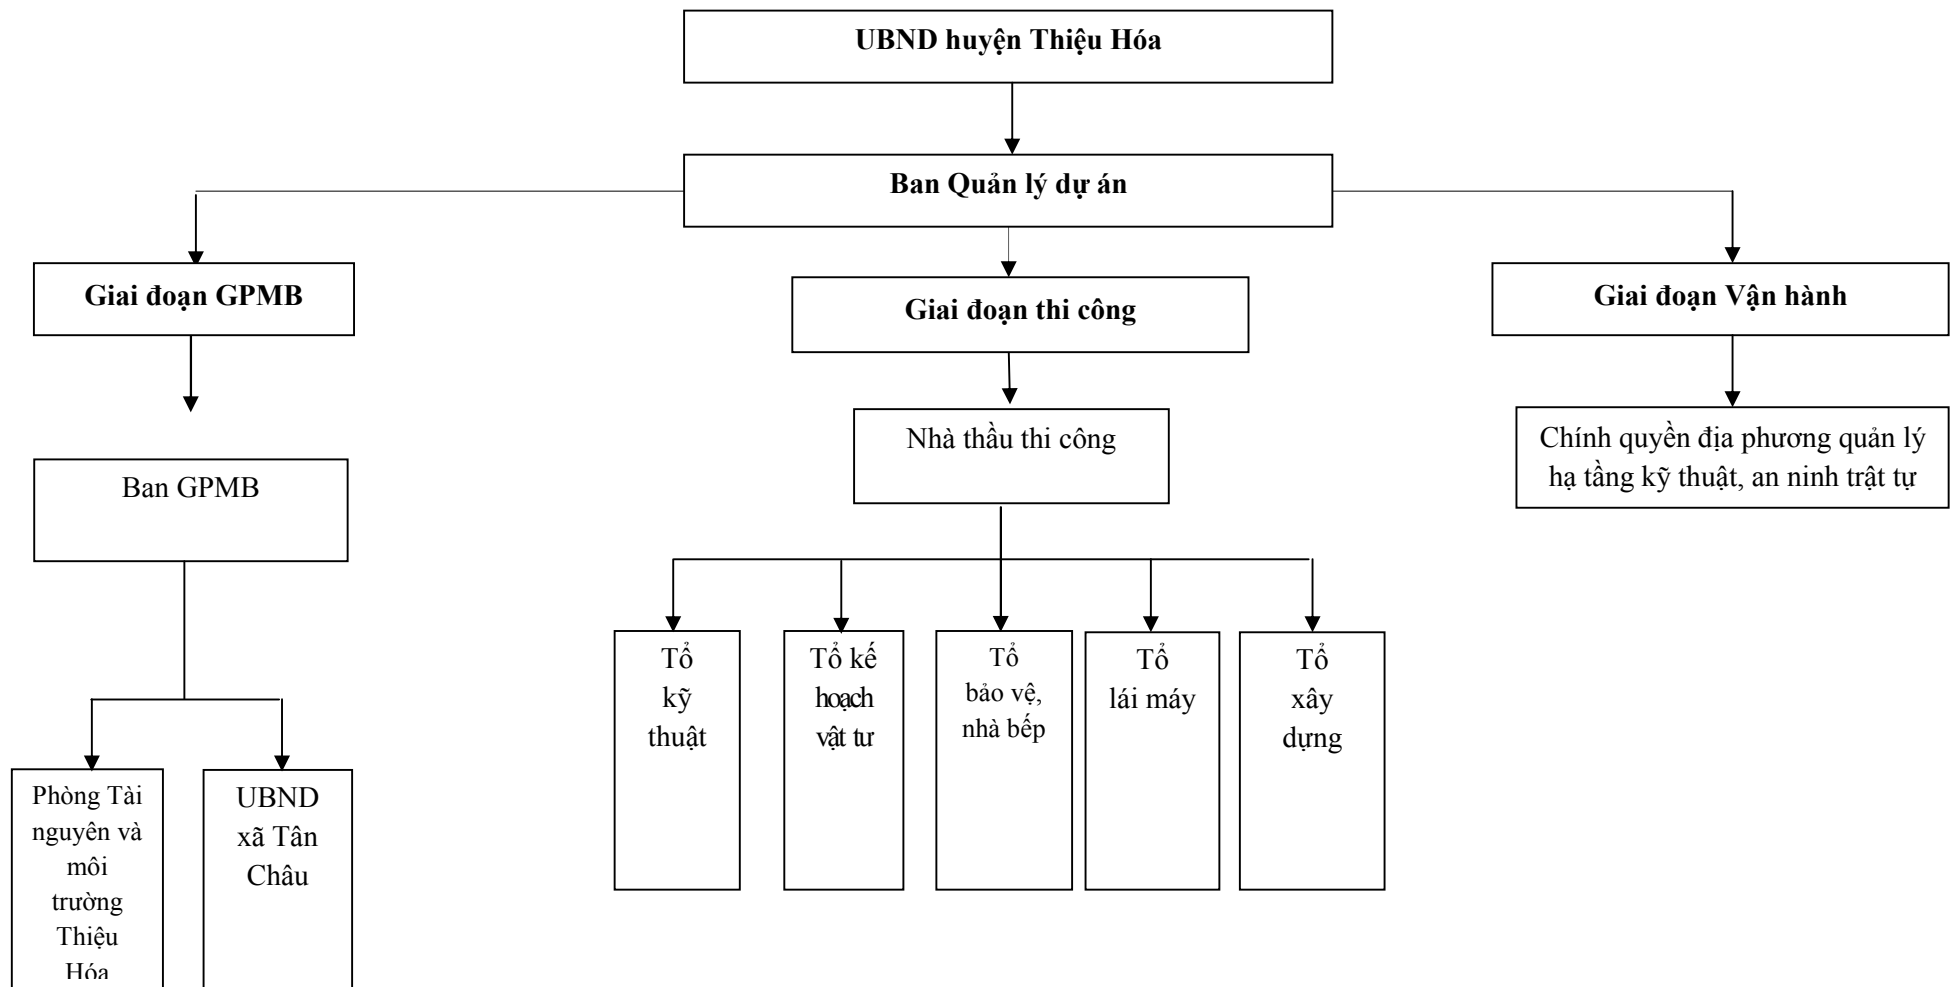 UBND huyện Thiệu Hóa
Ban Quản lý dự án
Giai đoạn GPMB
Giai đoạn thi công
Giai đoạn Vận hành
Ban GPMB
Nhà thầu thi công
Chính quyền địa phương quản lý
hạ tầng kỹ thuật, an ninh trật tự
Tổ
kỹ
thuật
Tổ kế
hoạch
vật tư
Tổ
bảo vệ,
nhà bếp
Tổ
lái máy
Tổ
xây
dựng
Phòng Tài
nguyên và
môi
trường
Thiệu
Hóa
UBND
xã Tân
Châu